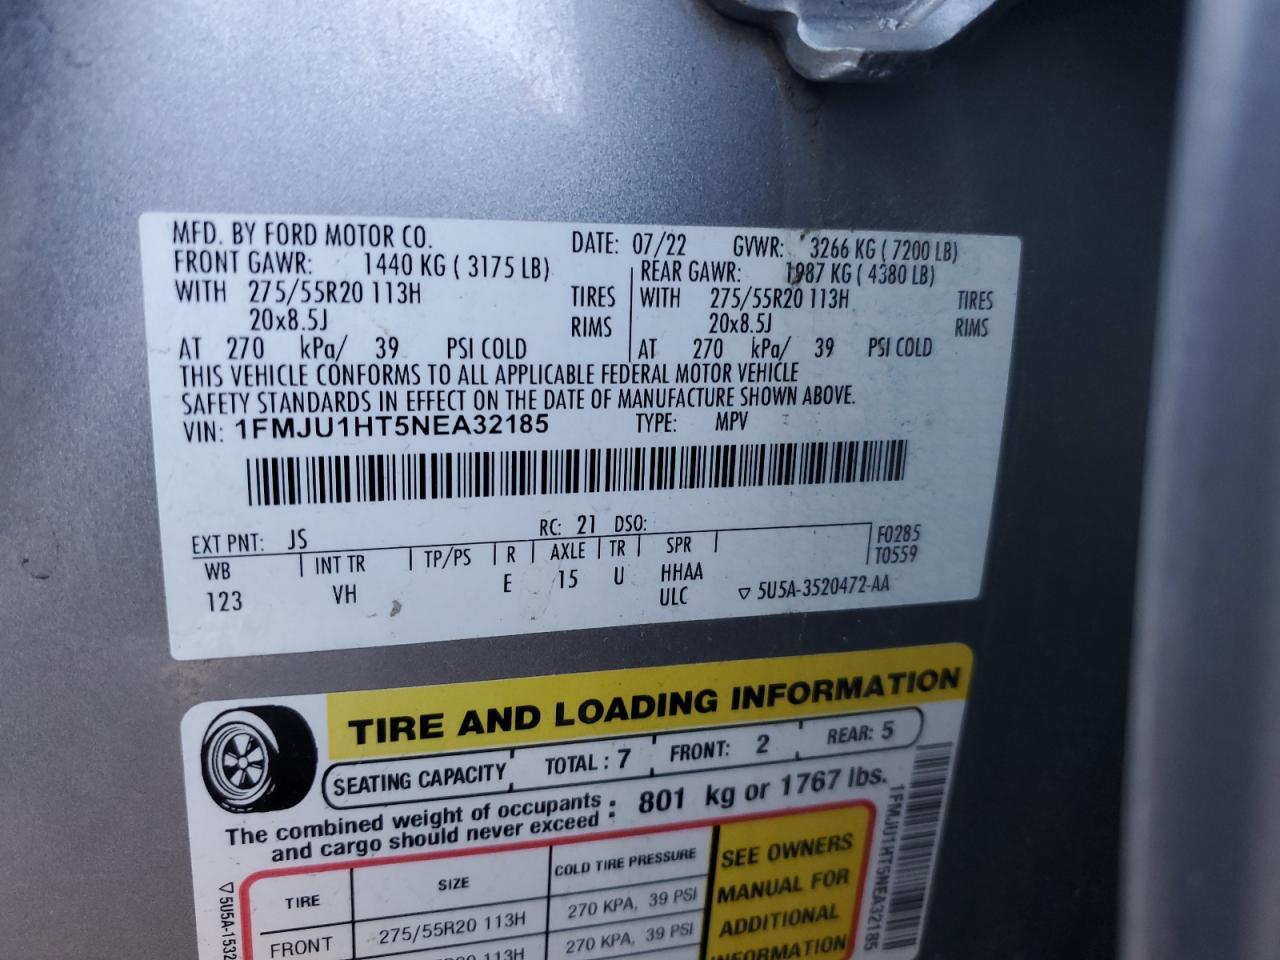 MFD. BY FORD MOTOR CO. DATE: 07/22 GVWR: 3266 KG ( 7200 LB)
FRONT GAWR: 1440 KG ( 3175 LB) REAR GAWR: 1987 KG ( 4380 LB)
WITH 275/55R20 113H TIRES WITH 275/55R20 113H TIRES
20x8.5J RIMS 20x8.5J RIMS
AT 270 kPa/ 39 PSI COLD AT 270 kPa/ 39 PSI COLD
THIS VEHICLE CONFORMS TO ALL APPLICABLE FEDERAL MOTOR VEHICLE
SAFETY STANDARDS IN EFFECT ON THE DATE OF MANUFACTURE SHOWN ABOVE.
VIN: 1FMJU1HT5NEA32185 TYPE: MPV
EXT PNT: JS RC: 21 DSO: F0285
WB INT TR TP/PS R AXLE TR SPR T0559
123 VH E 15 U HHAA
ULC ▽ 5U5A-3520472-AA
TIRE AND LOADING INFORMATION
SEATING CAPACITY TOTAL : 7 FRONT: 2 REAR: 5
The combined weight of occupants : 801 kg or 1767 lbs.
and cargo should never exceed :
TIRE SIZE COLD TIRE PRESSURE SEE OWNERS
MANUAL FOR
FRONT 275/55R20 113H 270 KPA, 39 PSI ADDITIONAL
113H 270 KPA, 39 PSI INFORMATION
1FMJU1HT5NEA32185
▽5U5A-1532